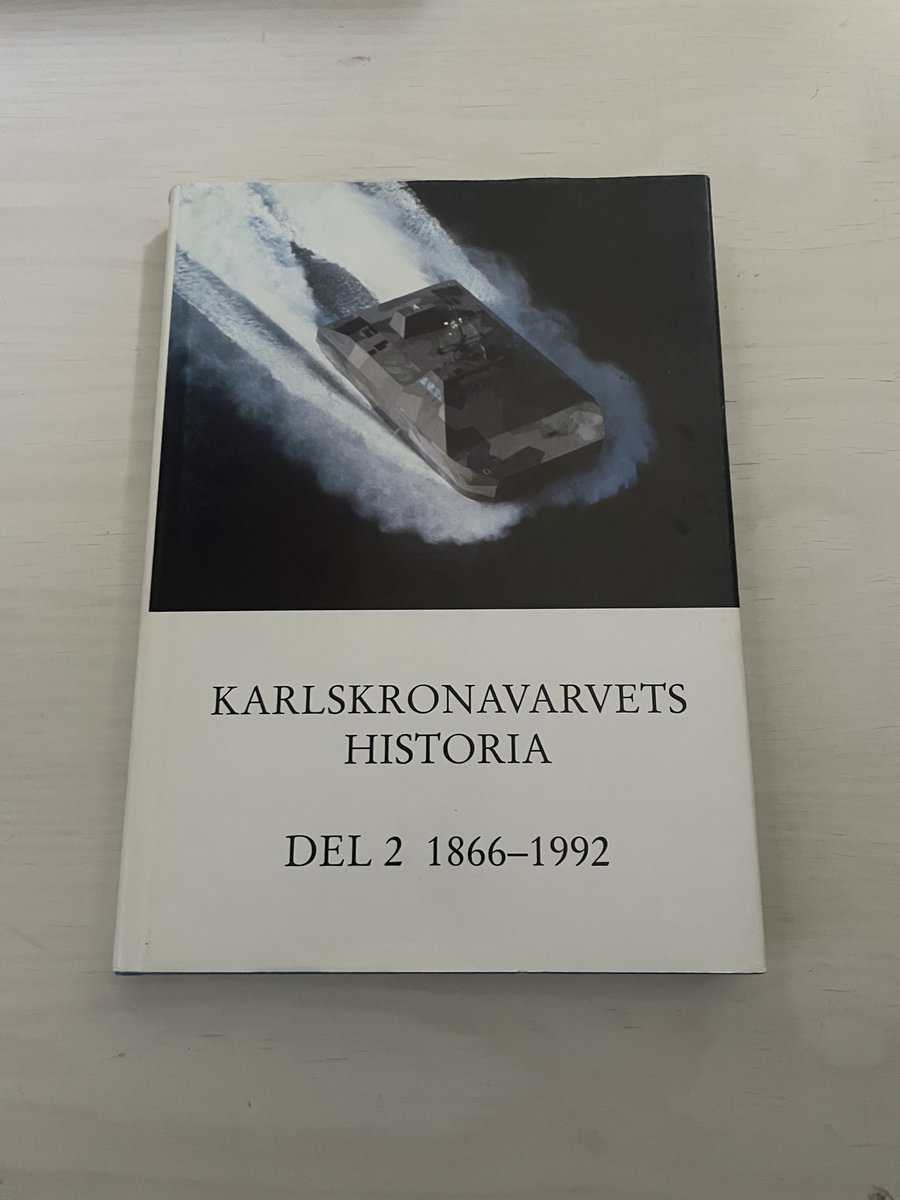 KARLSKRONAVARVETS
HISTORIA
DEL 2 1866–1992